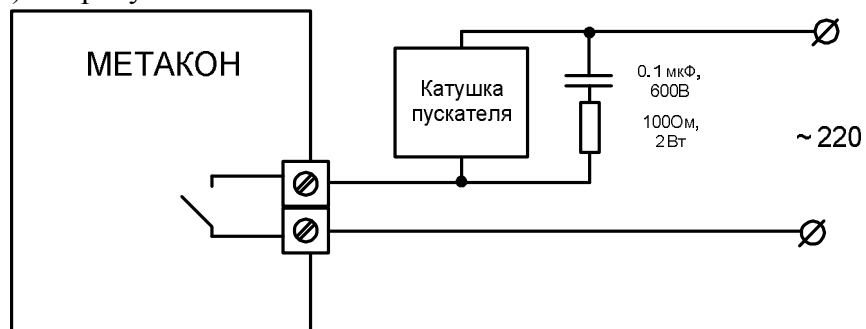 МЕТАКОН
Катушка
пускателя
0.1 мкФ,
600В
100Ом,
2Вт
~220